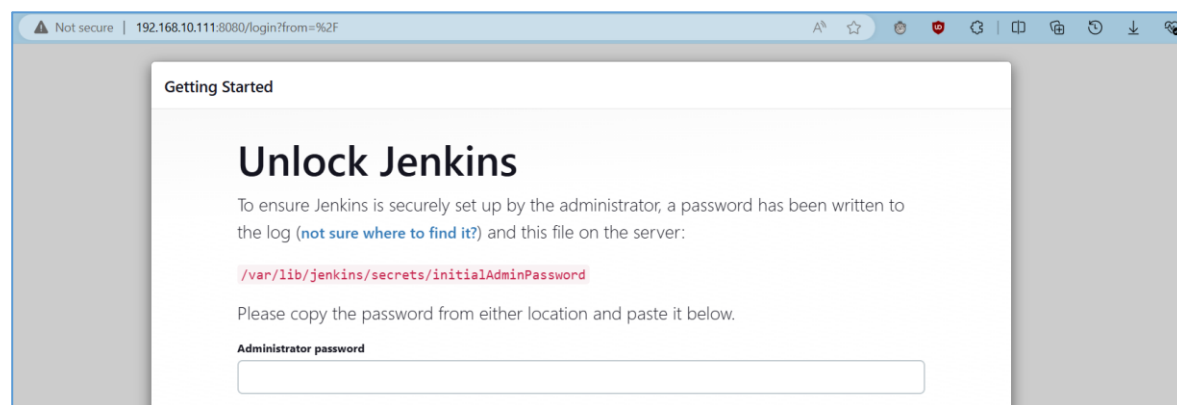 Not secure | 192.168.10.111:8080/login?from=%2F
Getting Started
Unlock Jenkins
To ensure Jenkins is securely set up by the administrator, a password has been written to
the log (not sure where to find it?) and this file on the server:
/var/lib/jenkins/secrets/initialAdminPassword
Please copy the password from either location and paste it below.
Administrator password